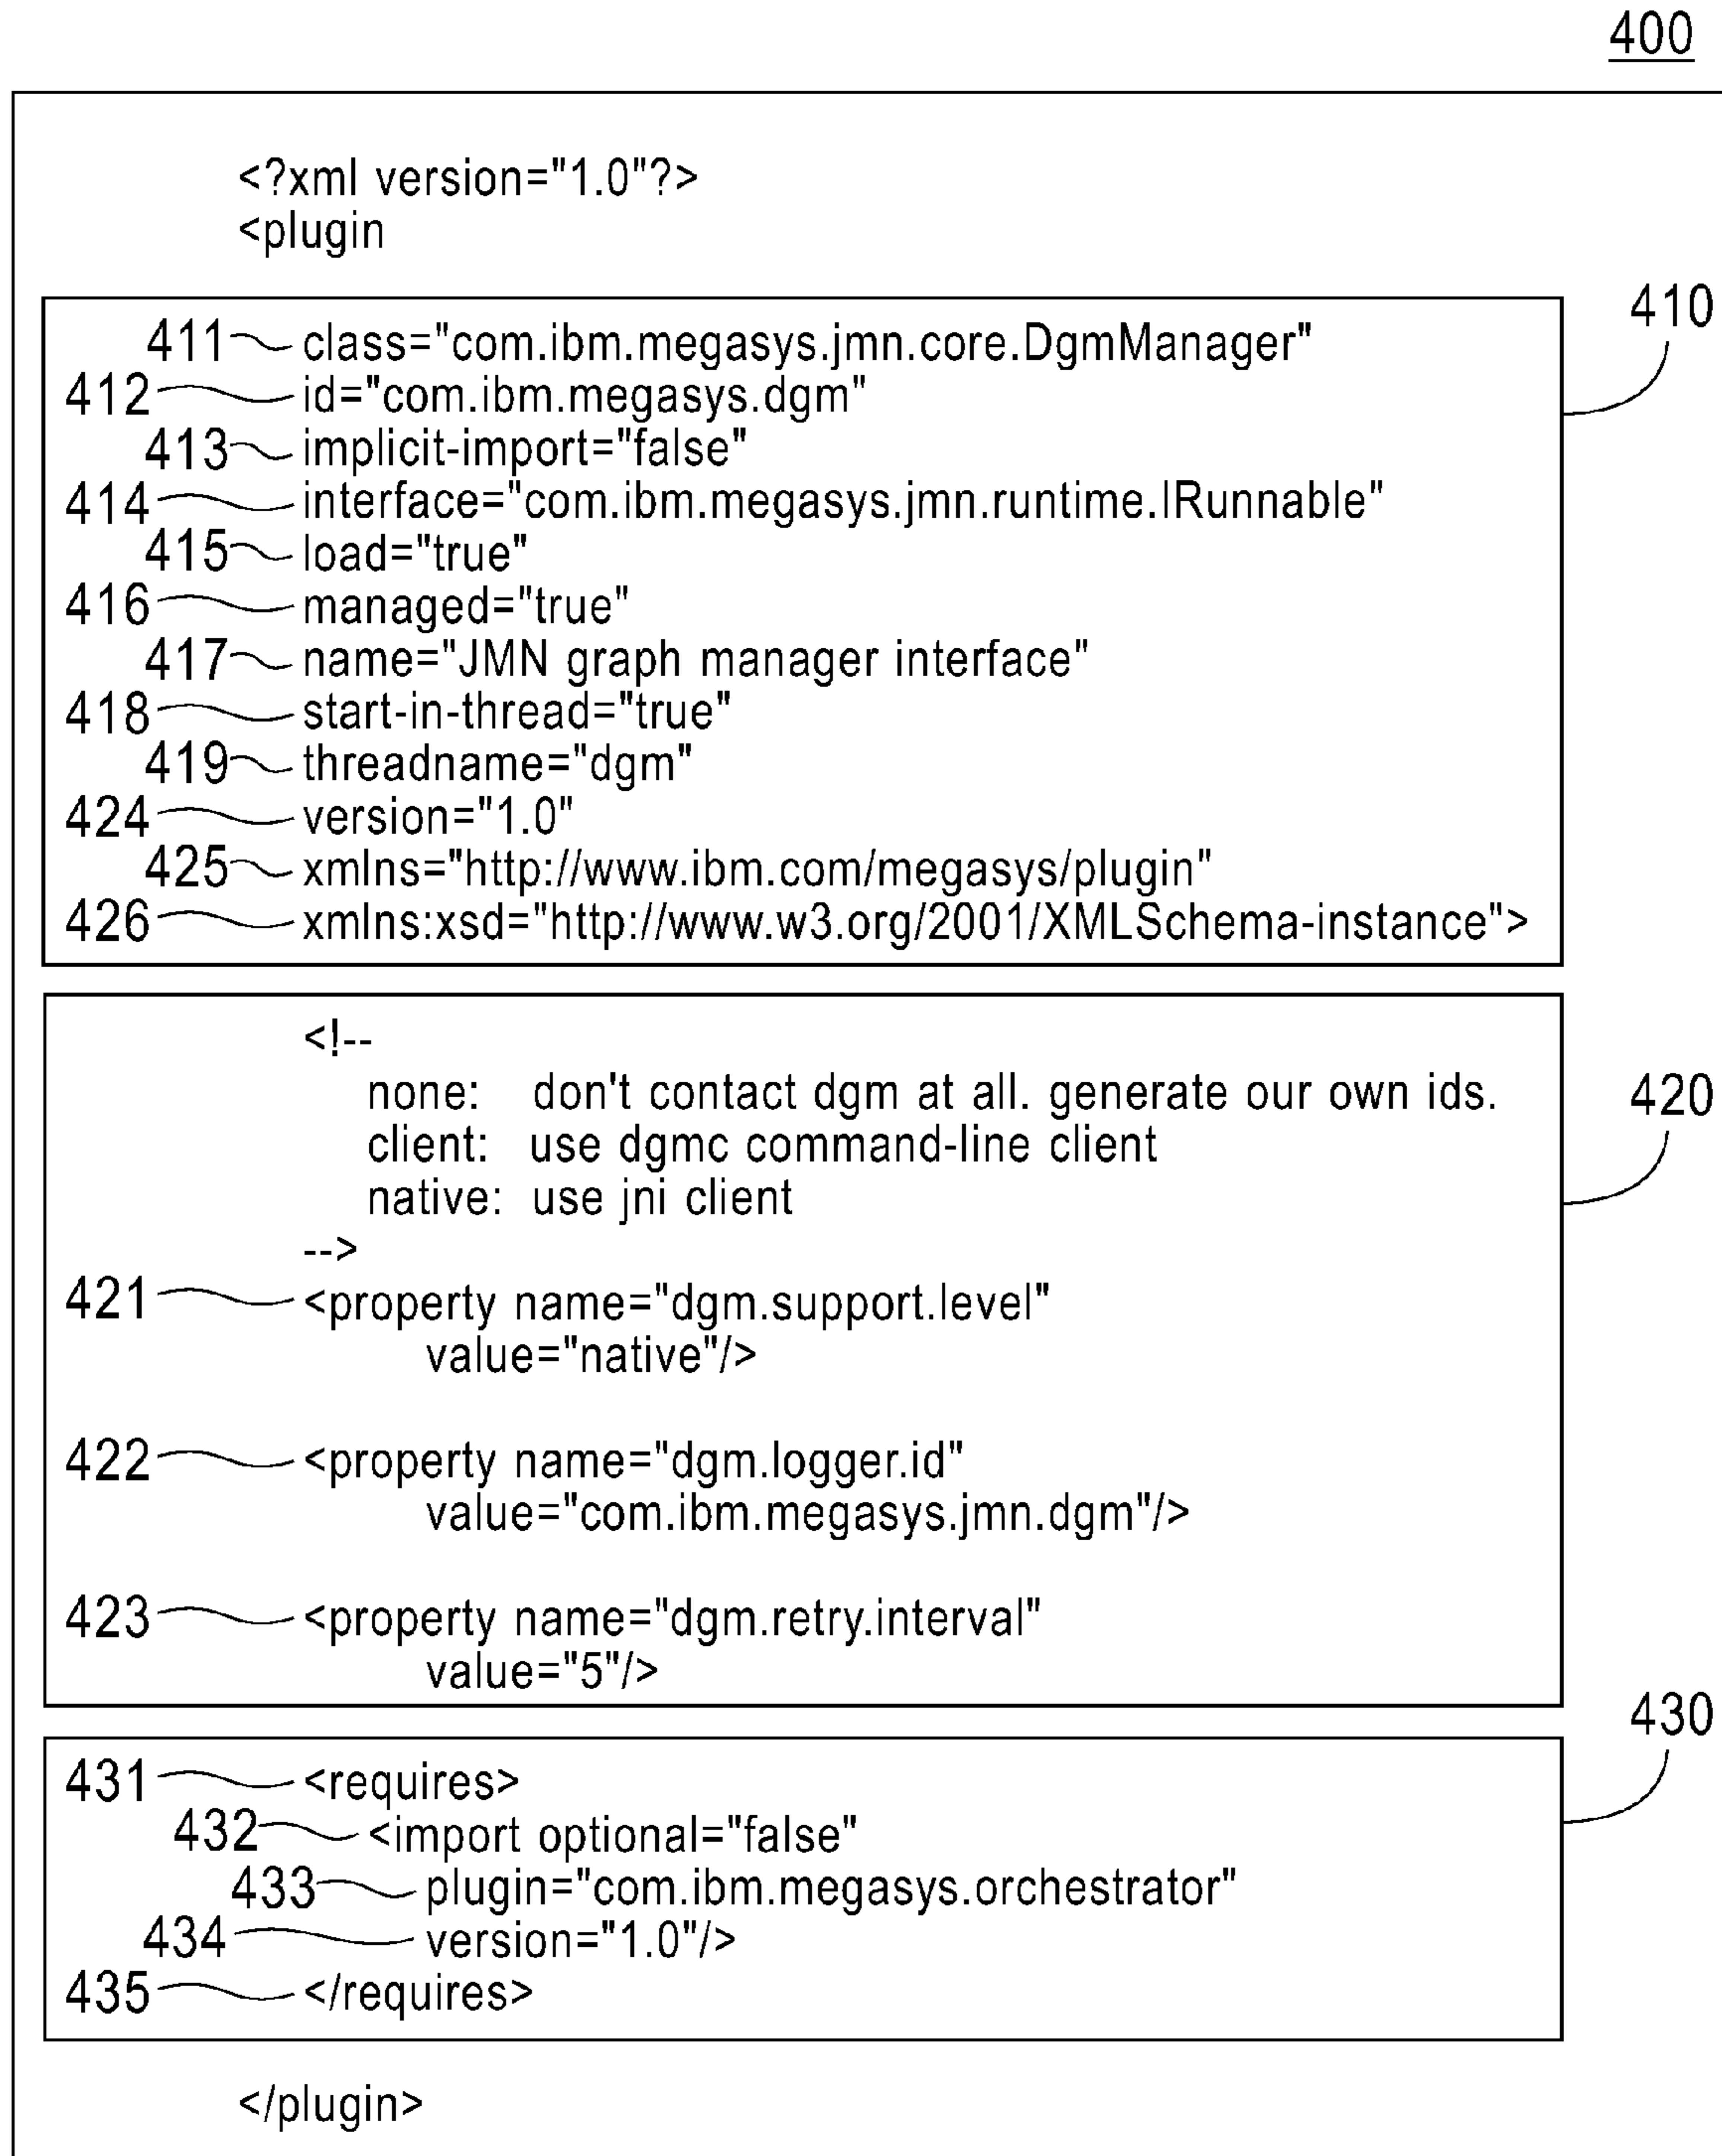 400
<?xml version="1.0"?>
<plugin
410
411 class="com.ibm.megasys.jmn.core.DgmManager"
412 id="com.ibm.megasys.dgm"
413 implicit-import="false"
414 interface="com.ibm.megasys.jmn.runtime.IRunnable"
415 load="true"
416 managed="true"
417 name="JMN graph manager interface"
418 start-in-thread="true"
419 threadname="dgm"
424 version="1.0"
425 xmlns="http://www.ibm.com/megasys/plugin"
426 xmlns:xsd="http://www.w3.org/2001/XMLSchema-instance">
<!--
none: don't contact dgm at all. generate our own ids.
420
client: use dgmc command-line client
native: use jni client
-->
421 <property name="dgm.support.level"
value="native"/>
422 <property name="dgm.logger.id"
value="com.ibm.megasys.jmn.dgm"/>
423 <property name="dgm.retry.interval"
value="5"/>
430
431 <requires>
432 <import optional="false"
433 plugin="com.ibm.megasys.orchestrator"
434 version="1.0"/>
435 </requires>
</plugin>